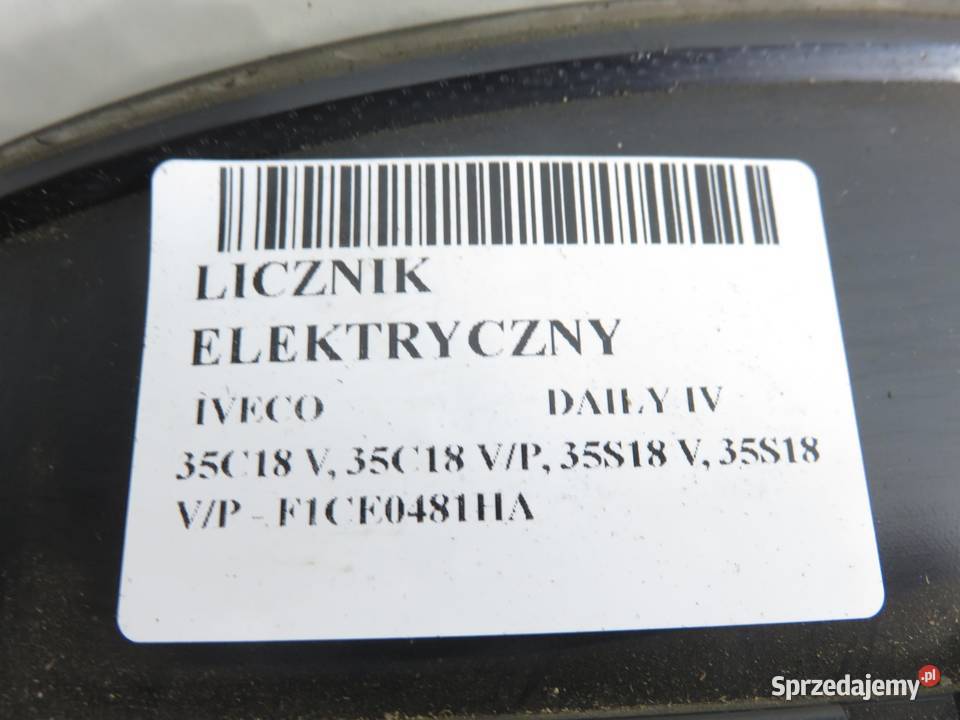 LICZNIK
ELEKTRYCZNY
IVECO DAILY IV
35C18 V, 35C18 V/P, 35S18 V, 35S18
V/P - F1CE0481HA
Sprzedajemy.pl